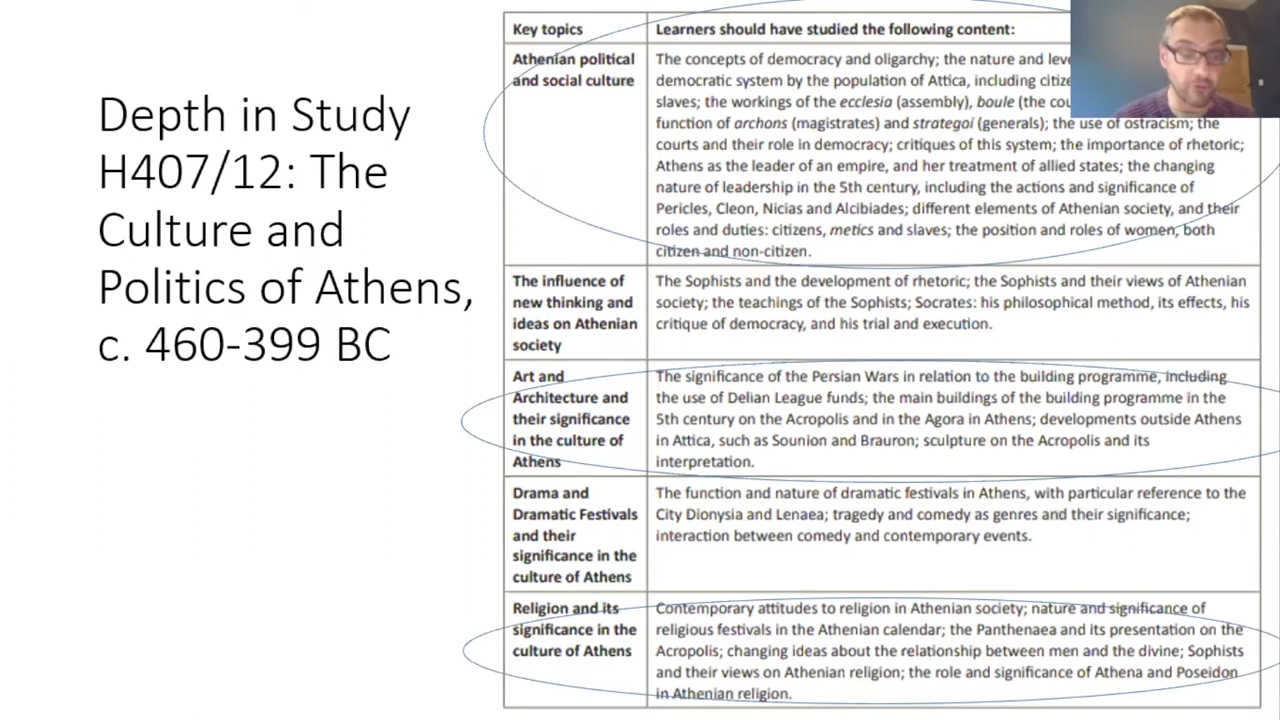 Depth in Study
H407/12: The
Culture and
Politics of Athens,
c. 460-399 BC
Key topics
Learners should have studied the following content:
Athenian political
and social culture
The concepts of democracy and oligarchy; the nature and
democratic system by the population of Attica, including
slaves; the workings of the ecclesia (assembly), boule (the
function of archons (magistrates) and strategoi (generals); the use of ostracism; the
courts and their role in democracy; critiques of this system; the importance of rhetoric;
Athens as the leader of an empire, and her treatment of allied states; the changing
nature of leadership in the 5th century, including the actions and significance of
Pericles, Cleon, Nicias and Alcibiades; different elements of Athenian society, and their
roles and duties: citizens, metics and slaves; the position and roles of women, both
citizen and non-citizen.
The influence of
new thinking and
ideas on Athenian
society
The Sophists and the development of rhetoric; the Sophists and their views of Athenian
society; the teachings of the Sophists; Socrates: his philosophical method, its effects, his
critique of democracy, and his trial and execution.
Art and
Architecture and
their significance
in the culture of
Athens
The significance of the Persian Wars in relation to the building programme, including
the use of Delian League funds; the main buildings of the building programme in the
5th century on the Acropolis and in the Agora in Athens; developments outside Athens
in Attica, such as Sounion and Brauron; sculpture on the Acropolis and its
interpretation.
Drama and
Dramatic Festivals
and their
significance in the
culture of Athens
The function and nature of dramatic festivals in Athens, with particular reference to the
City Dionysia and Lenaea; tragedy and comedy as genres and their significance;
interaction between comedy and contemporary events.
Religion and its
significance in the
culture of Athens
Contemporary attitudes to religion in Athenian society; nature and significance of
religious festivals in the Athenian calendar; the Panthenaea and its presentation on the
Acropolis; changing ideas about the relationship between men and the divine; Sophists
and their views on Athenian religion; the role and significance of Athena and Poseidon
in Athenian religion.